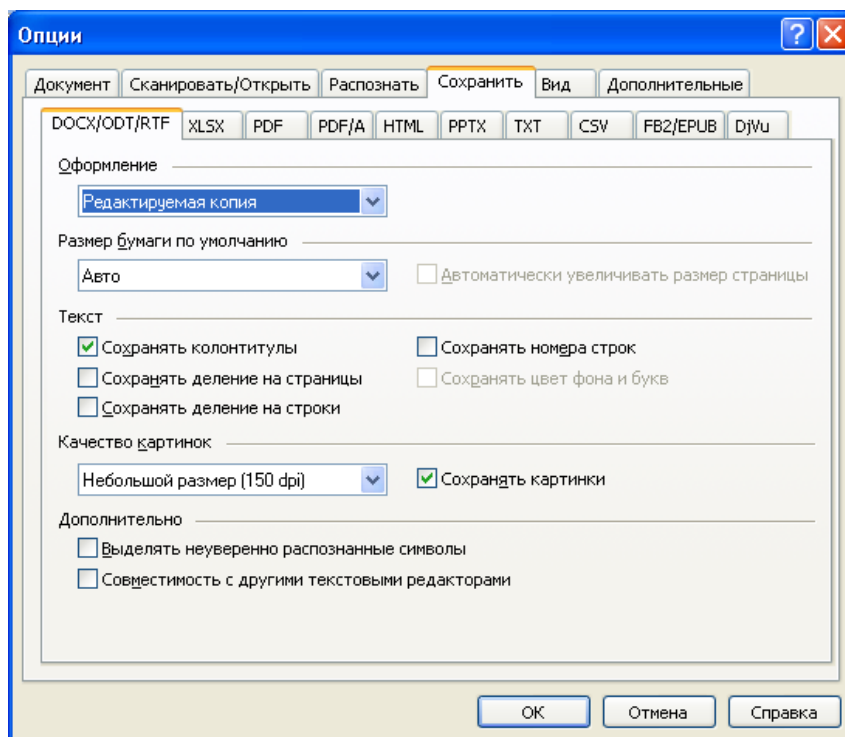 Опции
Документ Сканировать/Открыть Распознать Сохранить Вид Дополнительные
DOCX/ODT/RTF XLSX PDF PDF/A HTML PPTX TXT CSV FB2/EPUB DjVu
Оформление
Редактируемая копия
Размер бумаги по умолчанию
Авто Автоматически увеличивать размер страницы
Текст
Сохранять колонтитулы Сохранять номера строк
Сохранять деление на страницы Сохранять цвет фона и букв
Сохранять деление на строки
Качество картинок
Небольшой размер (150 dpi) Сохранять картинки
Дополнительно
Выделять неуверенно распознанные символы
Совместимость с другими текстовыми редакторами
ОК Отмена Справка